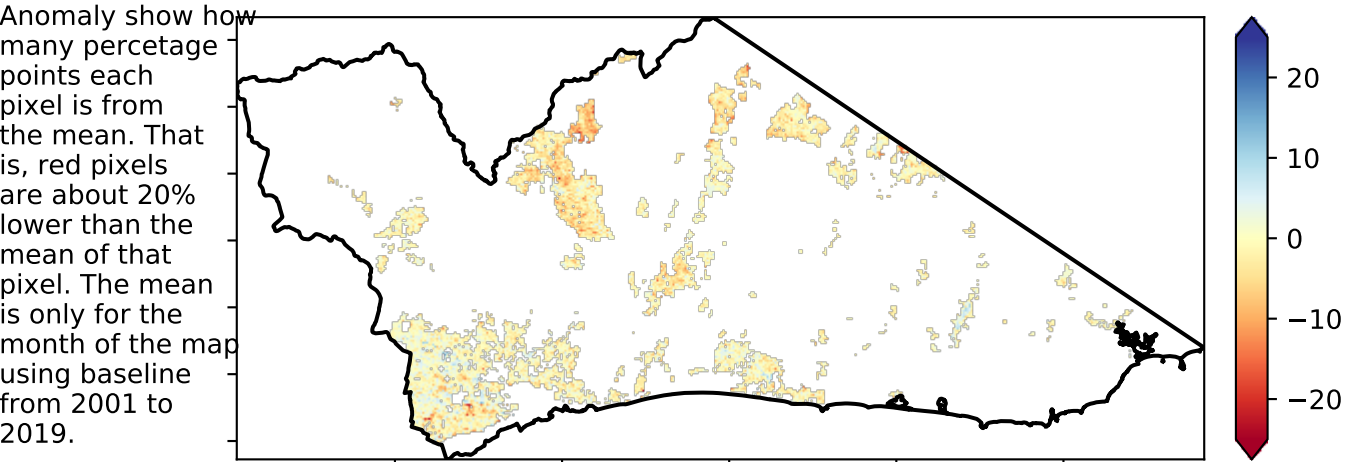 Anomaly show how
many percetage
points each
pixel is from
the mean. That
is, red pixels
are about 20%
lower than the
mean of that
pixel. The mean
is only for the
month of the map
using baseline
from 2001 to
2019.
20
10
0
−10
−20